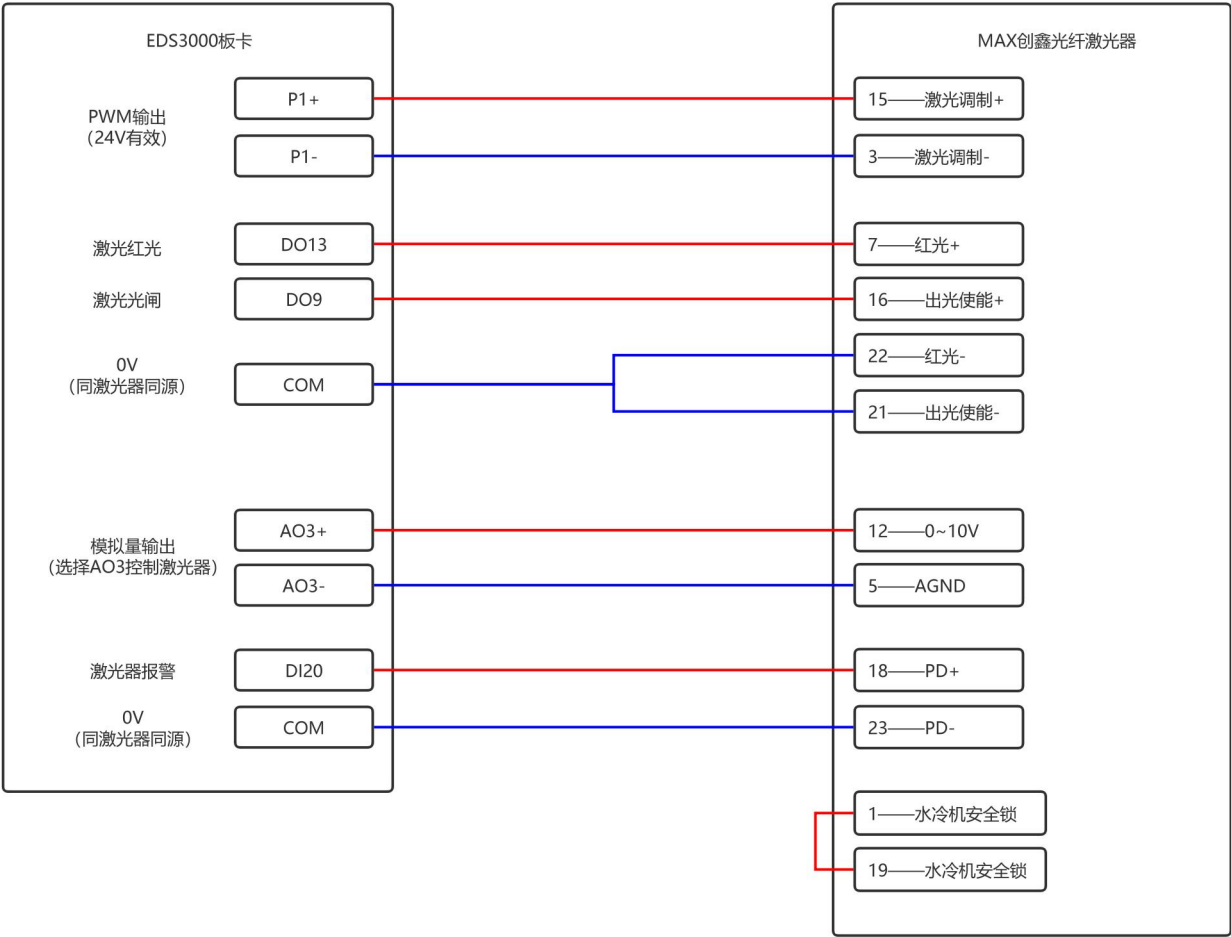 EDS3000板卡
MAX创鑫光纤激光器
PWM输出
（24V有效）
P1+
15——激光调制+
P1-
3——激光调制-
激光红光
DO13
7——红光+
激光光闸
DO9
16——出光使能+
0V
（同激光器同源）
COM
22——红光-
21——出光使能-
模拟量输出
（选择AO3控制激光器）
AO3+
12——0~10V
AO3-
5——AGND
激光器报警
DI20
18——PD+
0V
（同激光器同源）
COM
23——PD-
1——水冷机安全锁
19——水冷机安全锁